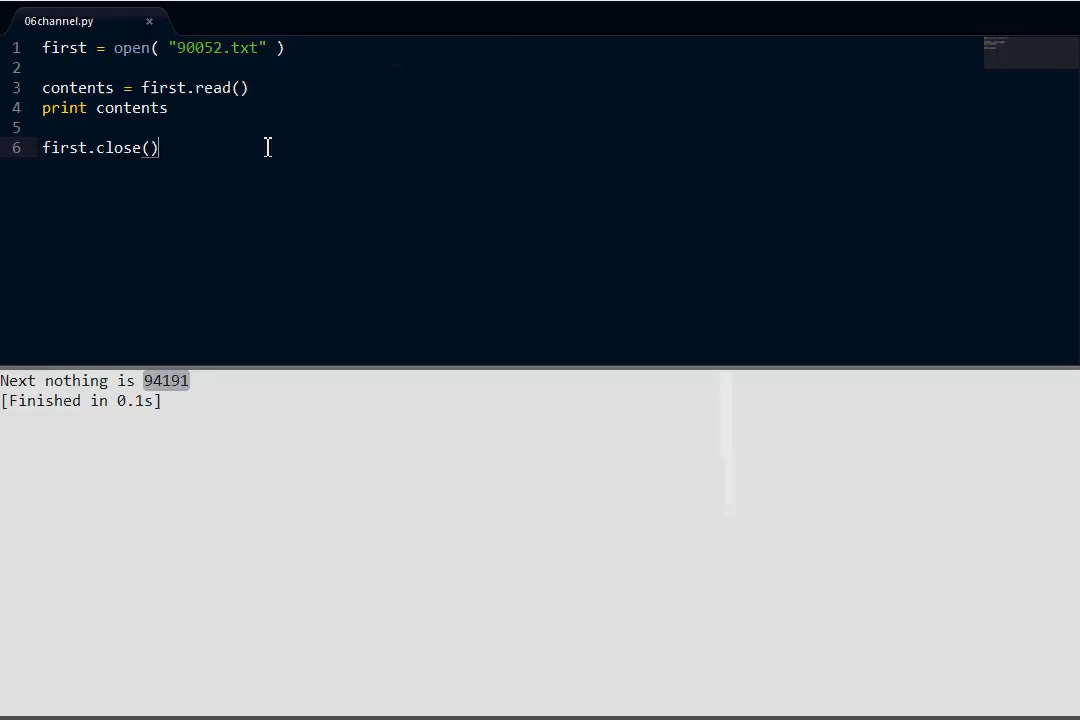 06channel.py ×
1 first = open( "90052.txt" )
2
3 contents = first.read()
4 print contents
5
6 first.close()
Next nothing is 94191
[Finished in 0.1s]